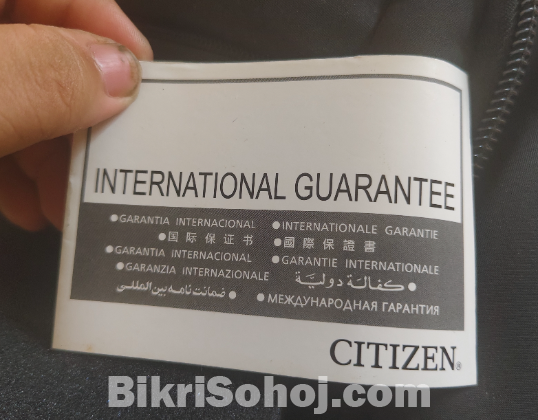 INTERNATIONAL GUARANTEE
●GARANTIA INTERNACIONAL ●INTERNATIONALE GARANTIE
●国际保证书 ●國際保證書
●GARANTIA INTERNACIONAL ●GARANTIE INTERNATIONALE
●GARANZIA INTERNAZIONALE ●كفالة دولية
●ضمانت نامه بين المللى ●МЕЖДУНАРОДНАЯ ГАРАНТИЯ
CITIZEN®
BikriSohoj.com